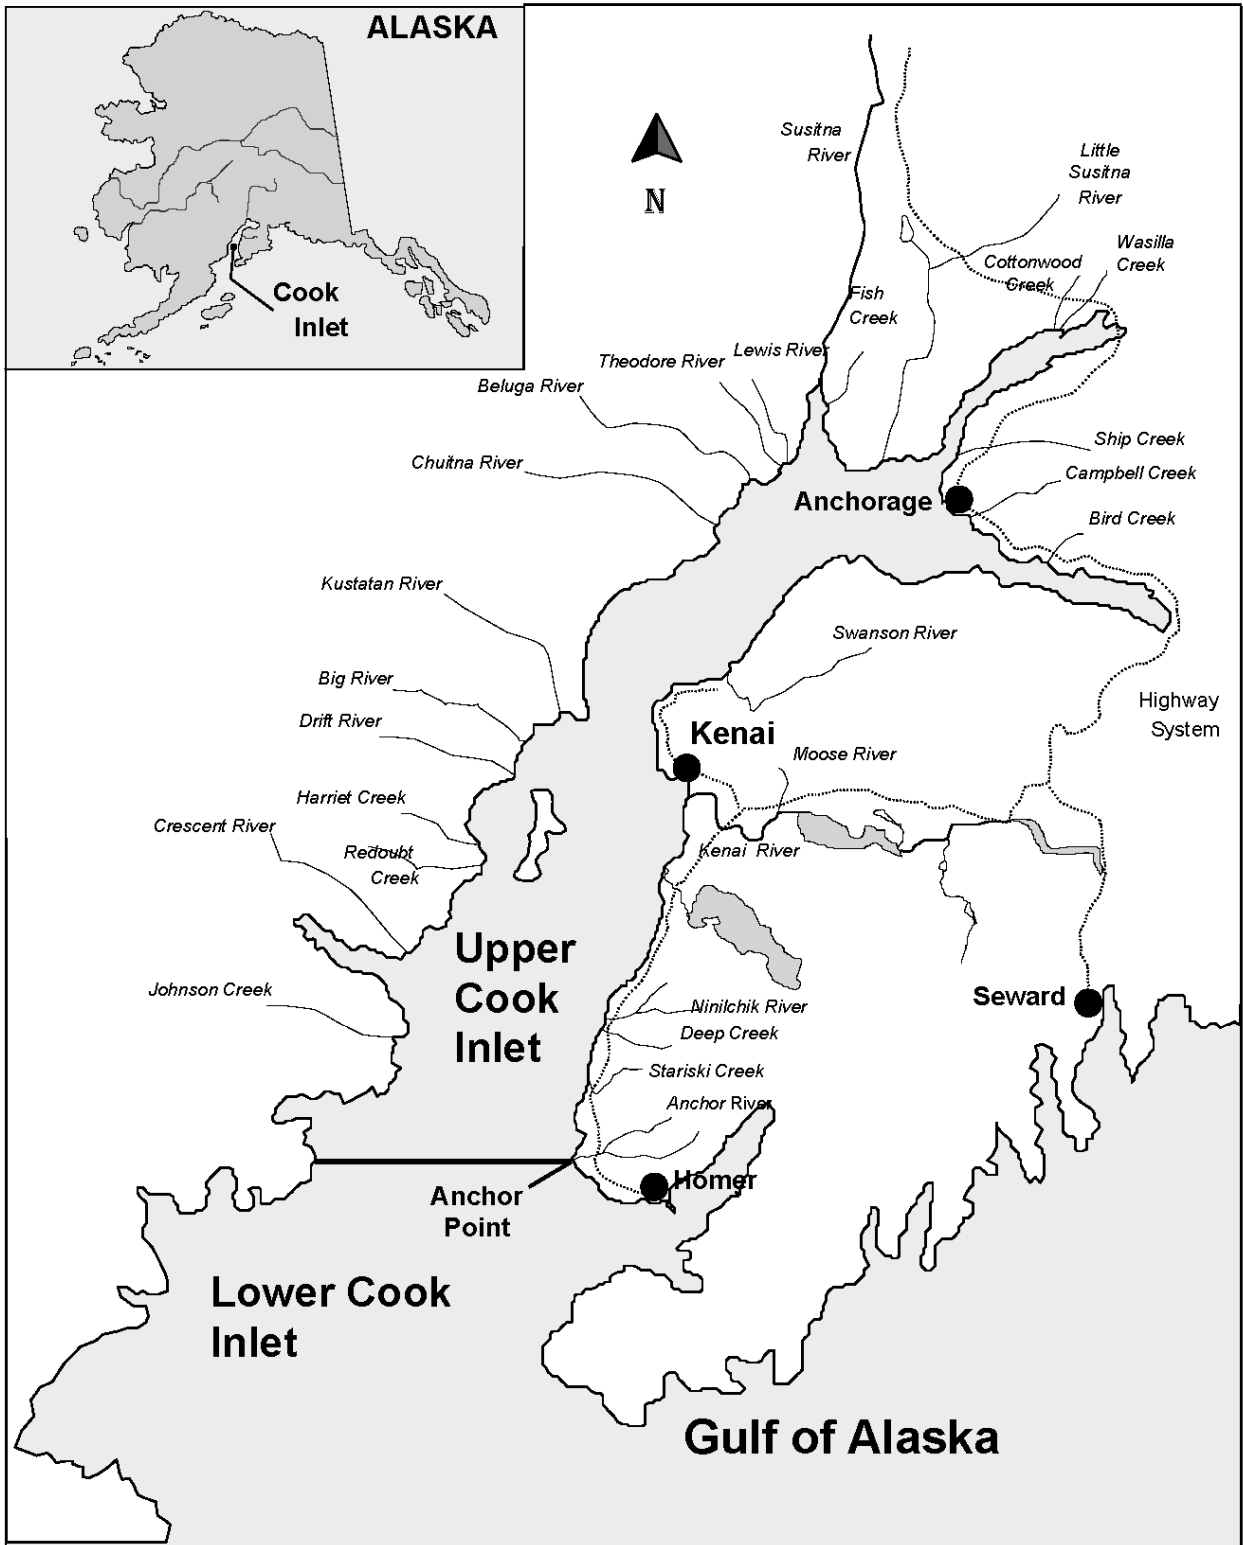 ALASKA
Cook
Inlet
N
Susitna
River
Little
Susitna
River
Wasilla
Creek
Cottonwood
Creek
Fish
Creek
Lewis River
Theodore River
Beluga River
Chuitna River
Ship Creek
Campbell Creek
Anchorage
Bird Creek
Kustatan River
Swanson River
Big River
Drift River
Highway
System
Kenai
Moose River
Harriet Creek
Crescent River
Redoubt
Creek
Kenai River
Upper
Cook
Inlet
Johnson Creek
Seward
Ninilchik River
Deep Creek
Stariski Creek
Anchor River
Homer
Anchor
Point
Lower Cook
Inlet
Gulf of Alaska